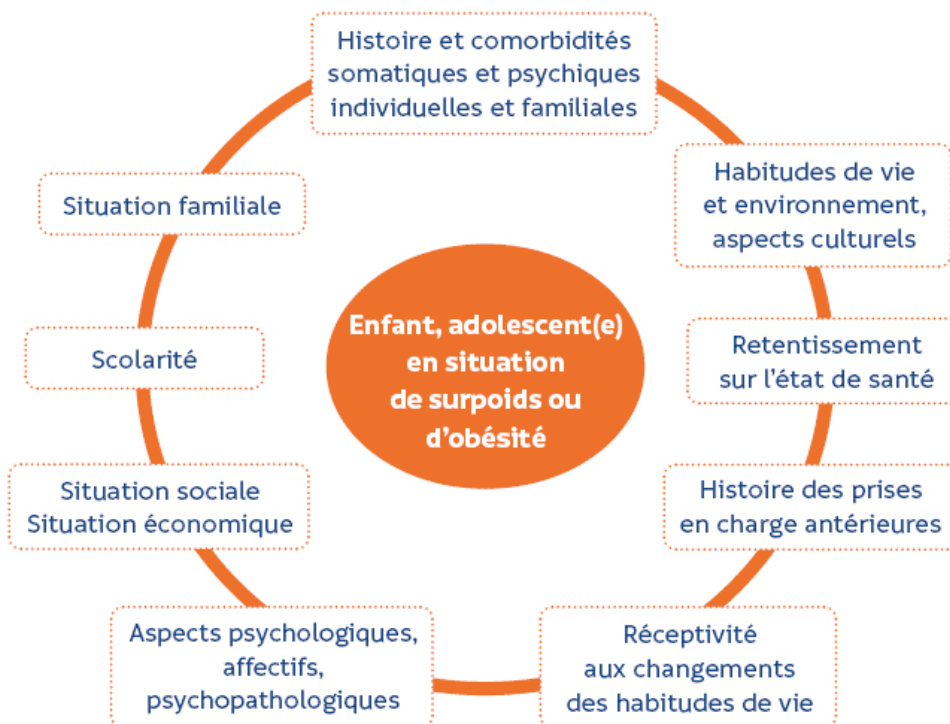 Histoire et comorbidités
somatiques et psychiques
individuelles et familiales
Habitudes de vie
et environnement,
aspects culturels
Retentissement
sur l'état de santé
Histoire des prises
en charge antérieures
Réceptivité
aux changements
des habitudes de vie
Aspects psychologiques,
affectifs,
psychopathologiques
Situation sociale
Situation économique
Scolarité
Situation familiale
Enfant, adolescent(e)
en situation
de surpoids ou
d'obésité